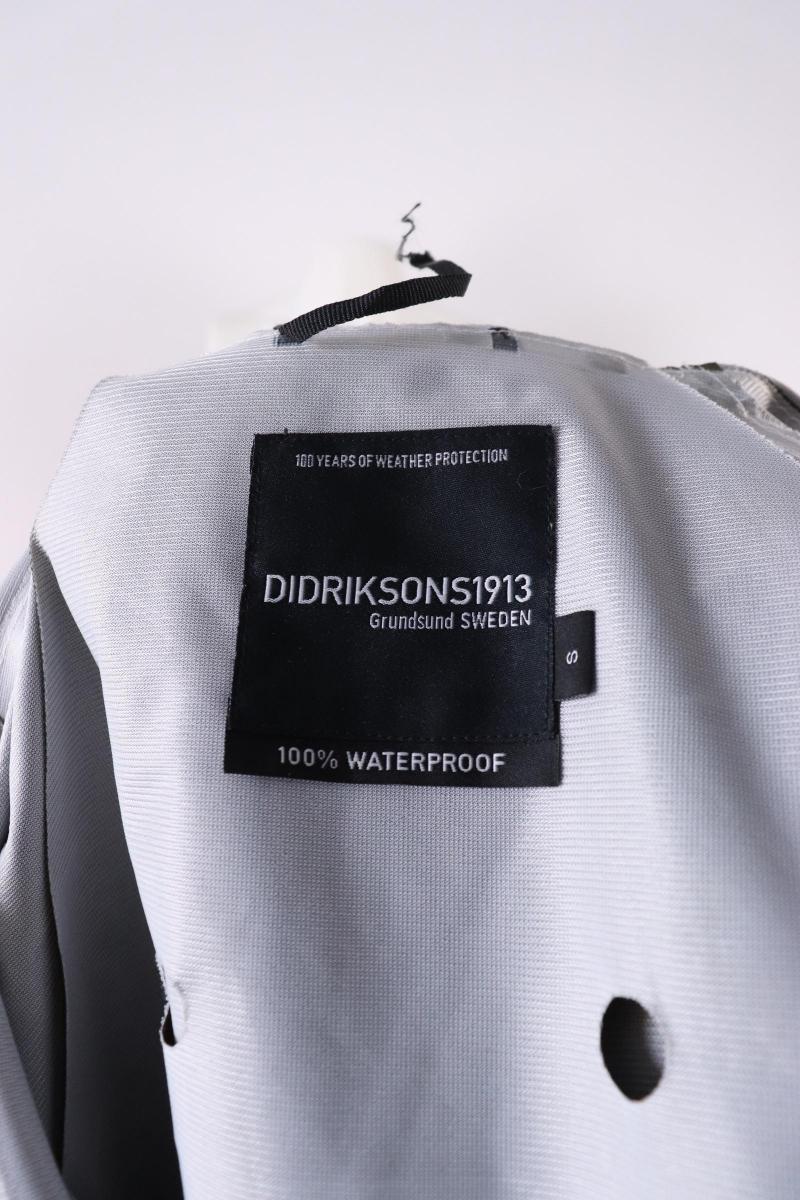 100 YEARS OF WEATHER PROTECTION
DIDRIKSONS1913
Grundsund SWEDEN
S
100% WATERPROOF